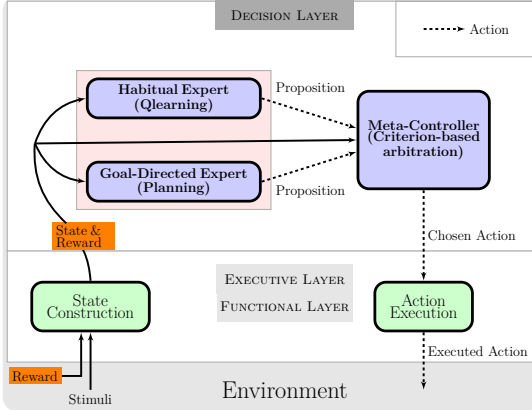 DECISION LAYER
Action
Habitual Expert
(Qlearning)
Proposition
Meta-Controller
(Criterion-based
arbitration)
Goal-Directed Expert
(Planning)
Proposition
State &
Reward
Chosen Action
EXECUTIVE LAYER
FUNCTIONAL LAYER
State
Construction
Action
Execution
Executed Action
Reward
Stimuli
Environment